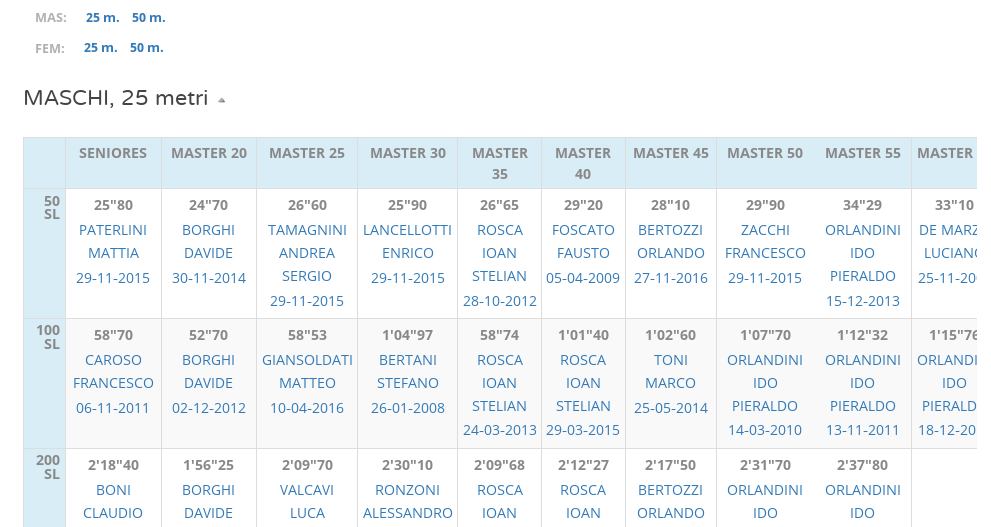 MAS: 25 m. 50 m.
FEM: 25 m. 50 m.
MASCHI, 25 metri
SENIORES MASTER 20 MASTER 25 MASTER 30 MASTER 35 MASTER 40 MASTER 45 MASTER 50 MASTER 55 MASTER
50 SL
25"80 PATERLINI MATTIA 29-11-2015
24"70 BORGHI DAVIDE 30-11-2014
26"60 TAMAGNINI ANDREA SERGIO 29-11-2015
25"90 LANCELLOTTI ENRICO 29-11-2015
26"65 ROSCA IOAN STELIAN 28-10-2012
29"20 FOSCATO FAUSTO 05-04-2009
28"10 BERTOZZI ORLANDO 27-11-2016
29"90 ZACCHI FRANCESCO 29-11-2015
34"29 ORLANDINI IDO PIERALDO 15-12-2013
33"10 DE
100 SL
58"70 CAROSO FRANCESCO 06-11-2011
52"70 BORGHI DAVIDE 02-12-2012
58"53 GIANSOLDATI MATTEO 10-04-2016
1'04"97 BERTANI STEFANO 26-01-2008
58"74 ROSCA IOAN STELIAN 24-03-2013
1'01"40 ROSCA IOAN STELIAN 29-03-2015
1'02"60 TONI MARCO 25-05-2014
1'07"70 ORLANDINI IDO PIERALDO 14-03-2010
1'12"32 ORLANDINI IDO PIERALDO 13-11-2011
1'15"76 IDO
200 SL
2'18"40 BONI CLAUDIO
1'56"25 BORGHI DAVIDE
2'09"70 VALCAVI LUCA
2'30"10 RONZONI ALESSANDRO
2'09"68 ROSCA IOAN
2'12"27 ROSCA IOAN
2'17"50 BERTOZZI ORLANDO
2'31"70 ORLANDINI IDO
2'37"80 ORLANDINI IDO